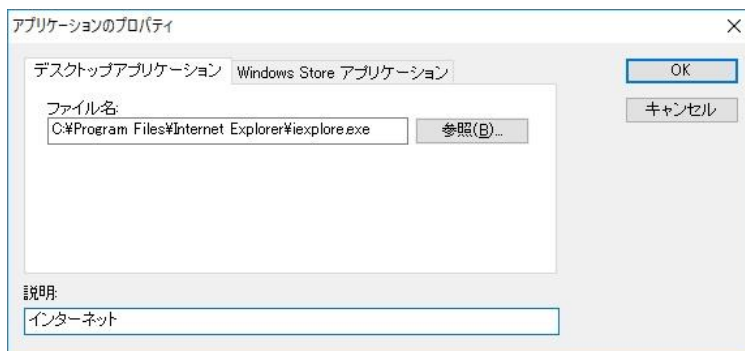 アプリケーションのプロパティ
デスクトップアプリケーション
Windows Store アプリケーション
OK
キャンセル
ファイル名:
C:¥Program Files¥Internet Explorer¥iexplore.exe
参照(B)...
説明:
インターネット